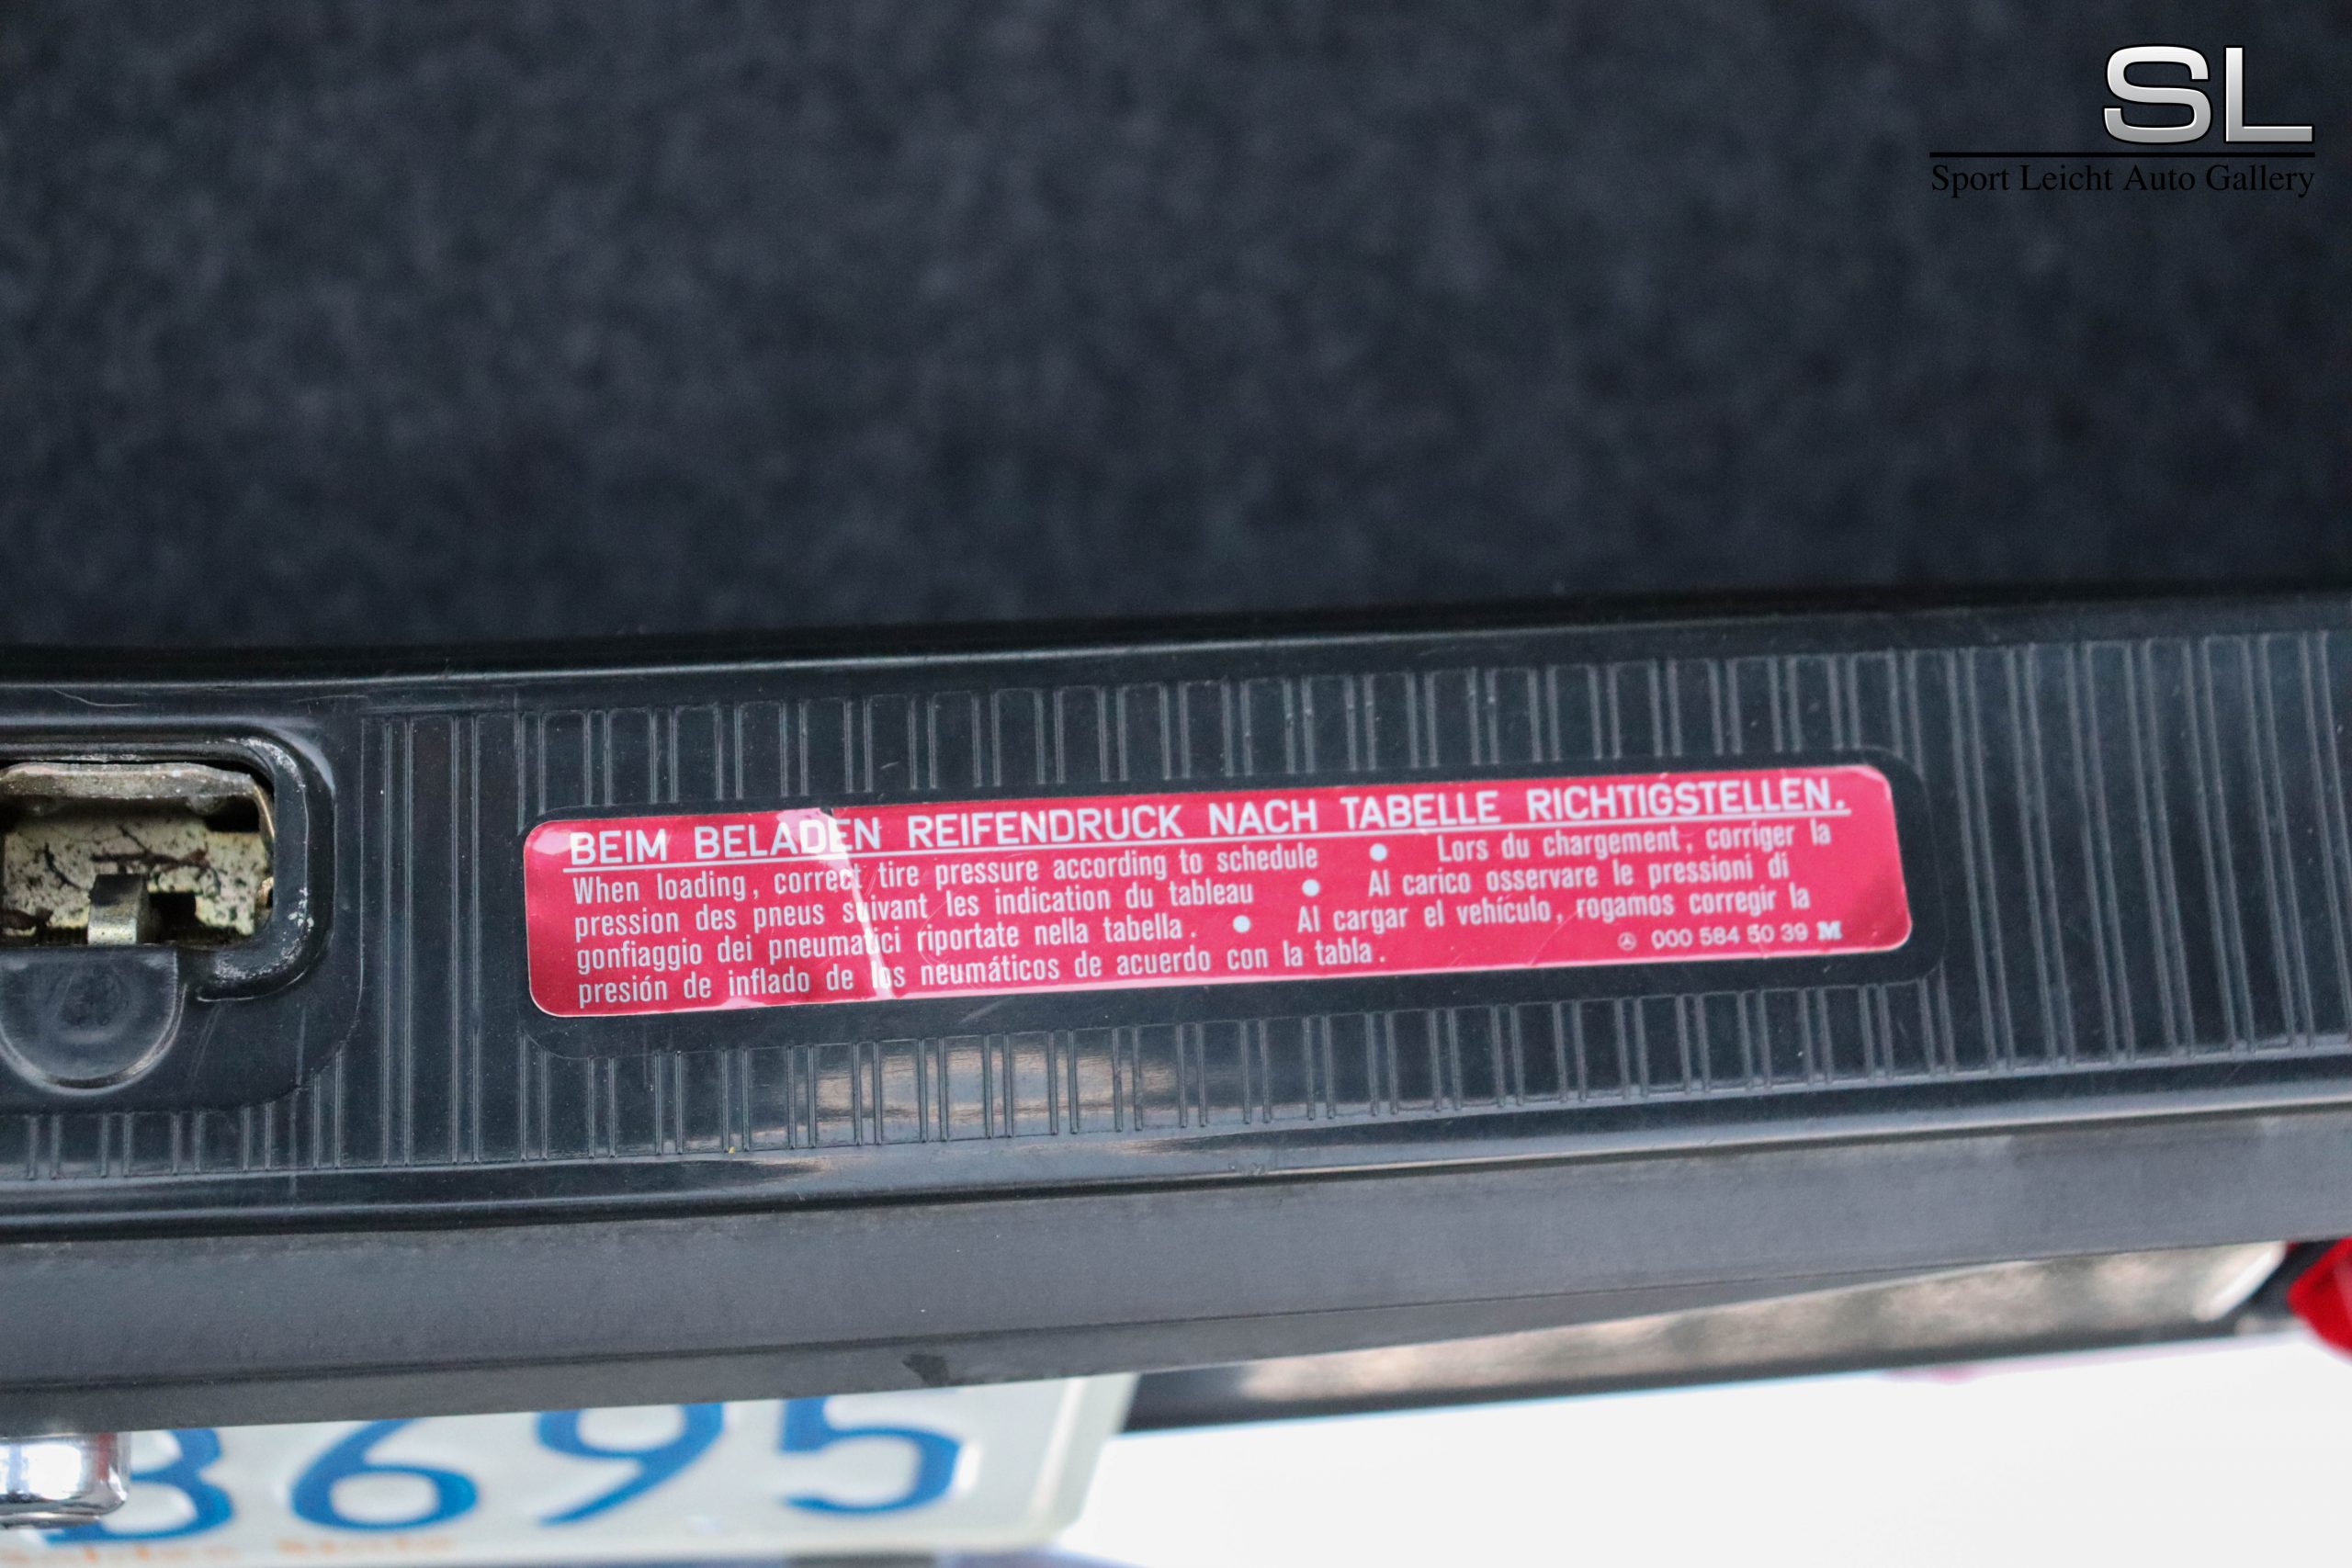 SL
Sport Leicht Auto Gallery
BEIM BELADEN REIFENDRUCK NACH TABELLE RICHTIGSTELLEN.
When loading, correct tire pressure according to schedule • Lors du chargement, corriger la
pression des pneus suivant les indication du tableau • Al carico osservare le pressioni di
gonfiaggio dei pneumatici riportate nella tabella. • Al cargar el vehículo, rogamos corregir la
presión de inflado de los neumáticos de acuerdo con la tabla.
000 584 50 39 M
695